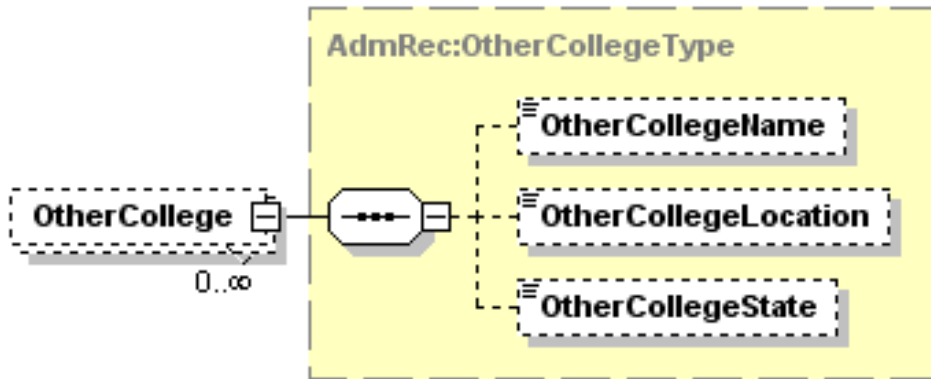 AdmRec:OtherCollegeType
OtherCollegeName
OtherCollege
OtherCollegeLocation
0..∞
OtherCollegeState